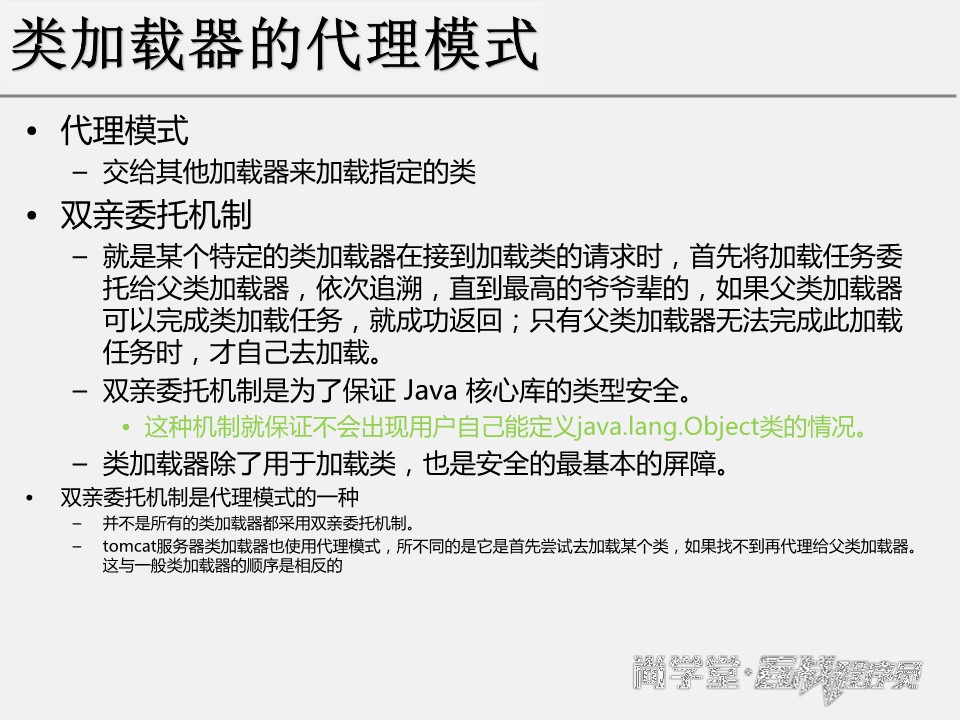 类加载器的代理模式
• 代理模式
– 交给其他加载器来加载指定的类
• 双亲委托机制
– 就是某个特定的类加载器在接到加载类的请求时，首先将加载任务委
托给父类加载器，依次追溯，直到最高的爷爷辈的，如果父类加载器
可以完成类加载任务，就成功返回；只有父类加载器无法完成此加载
任务时，才自己去加载。
– 双亲委托机制是为了保证 Java 核心库的类型安全。
• 这种机制就保证不会出现用户自己能定义java.lang.Object类的情况。
– 类加载器除了用于加载类，也是安全的最基本的屏障。
• 双亲委托机制是代理模式的一种
– 并不是所有的类加载器都采用双亲委托机制。
– tomcat服务器类加载器也使用代理模式，所不同的是它是首先尝试去加载某个类，如果找不到再代理给父类加载器。
这与一般类加载器的顺序是相反的
尚学堂·实战程序员